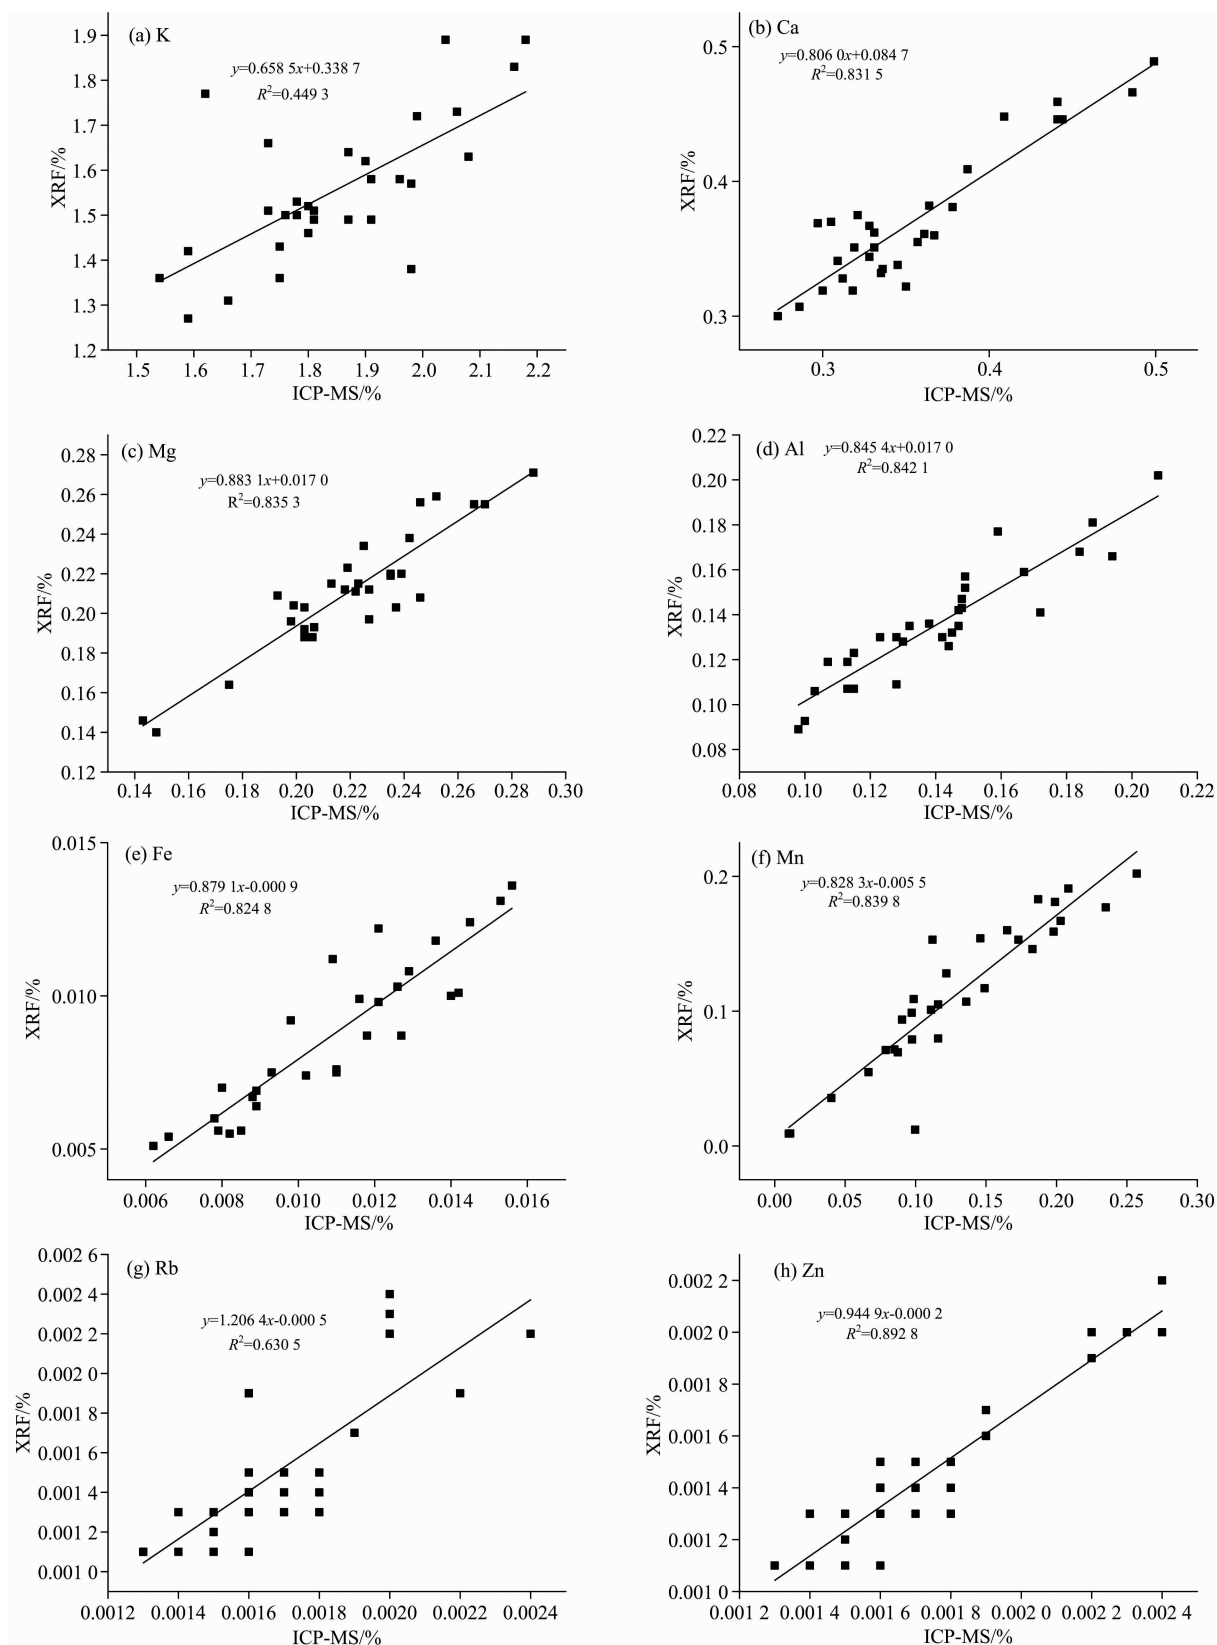 (a) K
y=0.658 5x+0.338 7
R²=0.449 3
1.9
1.8
1.7
1.6
1.5
1.4
1.3
1.2
XRF/%
1.5 1.6 1.7 1.8 1.9 2.0 2.1 2.2
ICP-MS/%
(b) Ca
y=0.806 0x+0.084 7
R²=0.831 5
0.5
0.4
0.3
XRF/%
0.3 0.4 0.5
ICP-MS/%
(c) Mg
y=0.883 1x+0.017 0
R²=0.835 3
0.28
0.26
0.24
0.22
0.20
0.18
0.16
0.14
0.12
XRF/%
0.14 0.16 0.18 0.20 0.22 0.24 0.26 0.28 0.30
ICP-MS/%
(d) Al
y=0.845 4x+0.017 0
R²=0.842 1
0.22
0.20
0.18
0.16
0.14
0.12
0.10
0.08
XRF/%
0.08 0.10 0.12 0.14 0.16 0.18 0.20 0.22
ICP-MS/%
(e) Fe
y=0.879 1x-0.000 9
R²=0.824 8
0.015
0.010
0.005
XRF/%
0.006 0.008 0.010 0.012 0.014 0.016
ICP-MS/%
(f) Mn
y=0.828 3x-0.005 5
R²=0.839 8
0.2
0.1
0.0
XRF/%
0.00 0.05 0.10 0.15 0.20 0.25 0.30
ICP-MS/%
(g) Rb
y=1.206 4x-0.000 5
R²=0.630 5
0.002 6
0.002 4
0.002 2
0.002 0
0.001 8
0.001 6
0.001 4
0.001 2
0.001 0
XRF/%
0.0012 0.0014 0.0016 0.0018 0.0020 0.0022 0.0024
ICP-MS/%
(h) Zn
y=0.944 9x-0.000 2
R²=0.892 8
0.002 2
0.002 0
0.001 8
0.001 6
0.001 4
0.001 2
0.001 0
XRF/%
0.001 2 0.001 4 0.001 6 0.001 8 0.002 0 0.002 2 0.002 4
ICP-MS/%